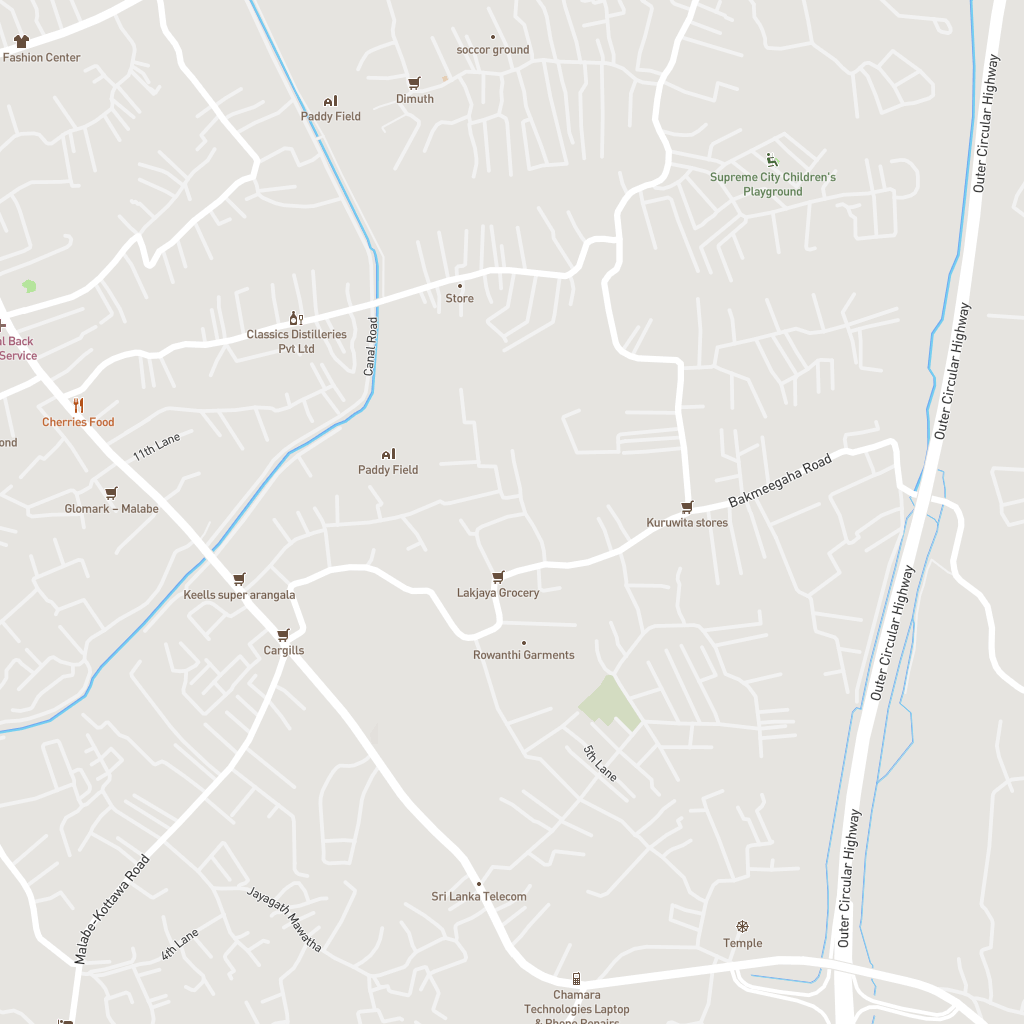 soccor ground
Fashion Center
Dimuth
Paddy Field
Outer Circular Highway
Supreme City Children's
Playground
Store
Classics Distilleries
Pvt Ltd
Canal Road
Back
Service
Outer Circular Highway
Cherries Food
11th Lane
Paddy Field
Bakmeegaha Road
Glomark – Malabe
Kuruwita stores
Keells super arangala
Lakjaya Grocery
Outer Circular Highway
Cargills
Rowanthi Garments
5th Lane
Outer Circular Highway
Malabe-Kottawa Road
Sri Lanka Telecom
Jayagath Mawatha
4th Lane
Temple
Chamara
Technologies Laptop
& Phone Repairs